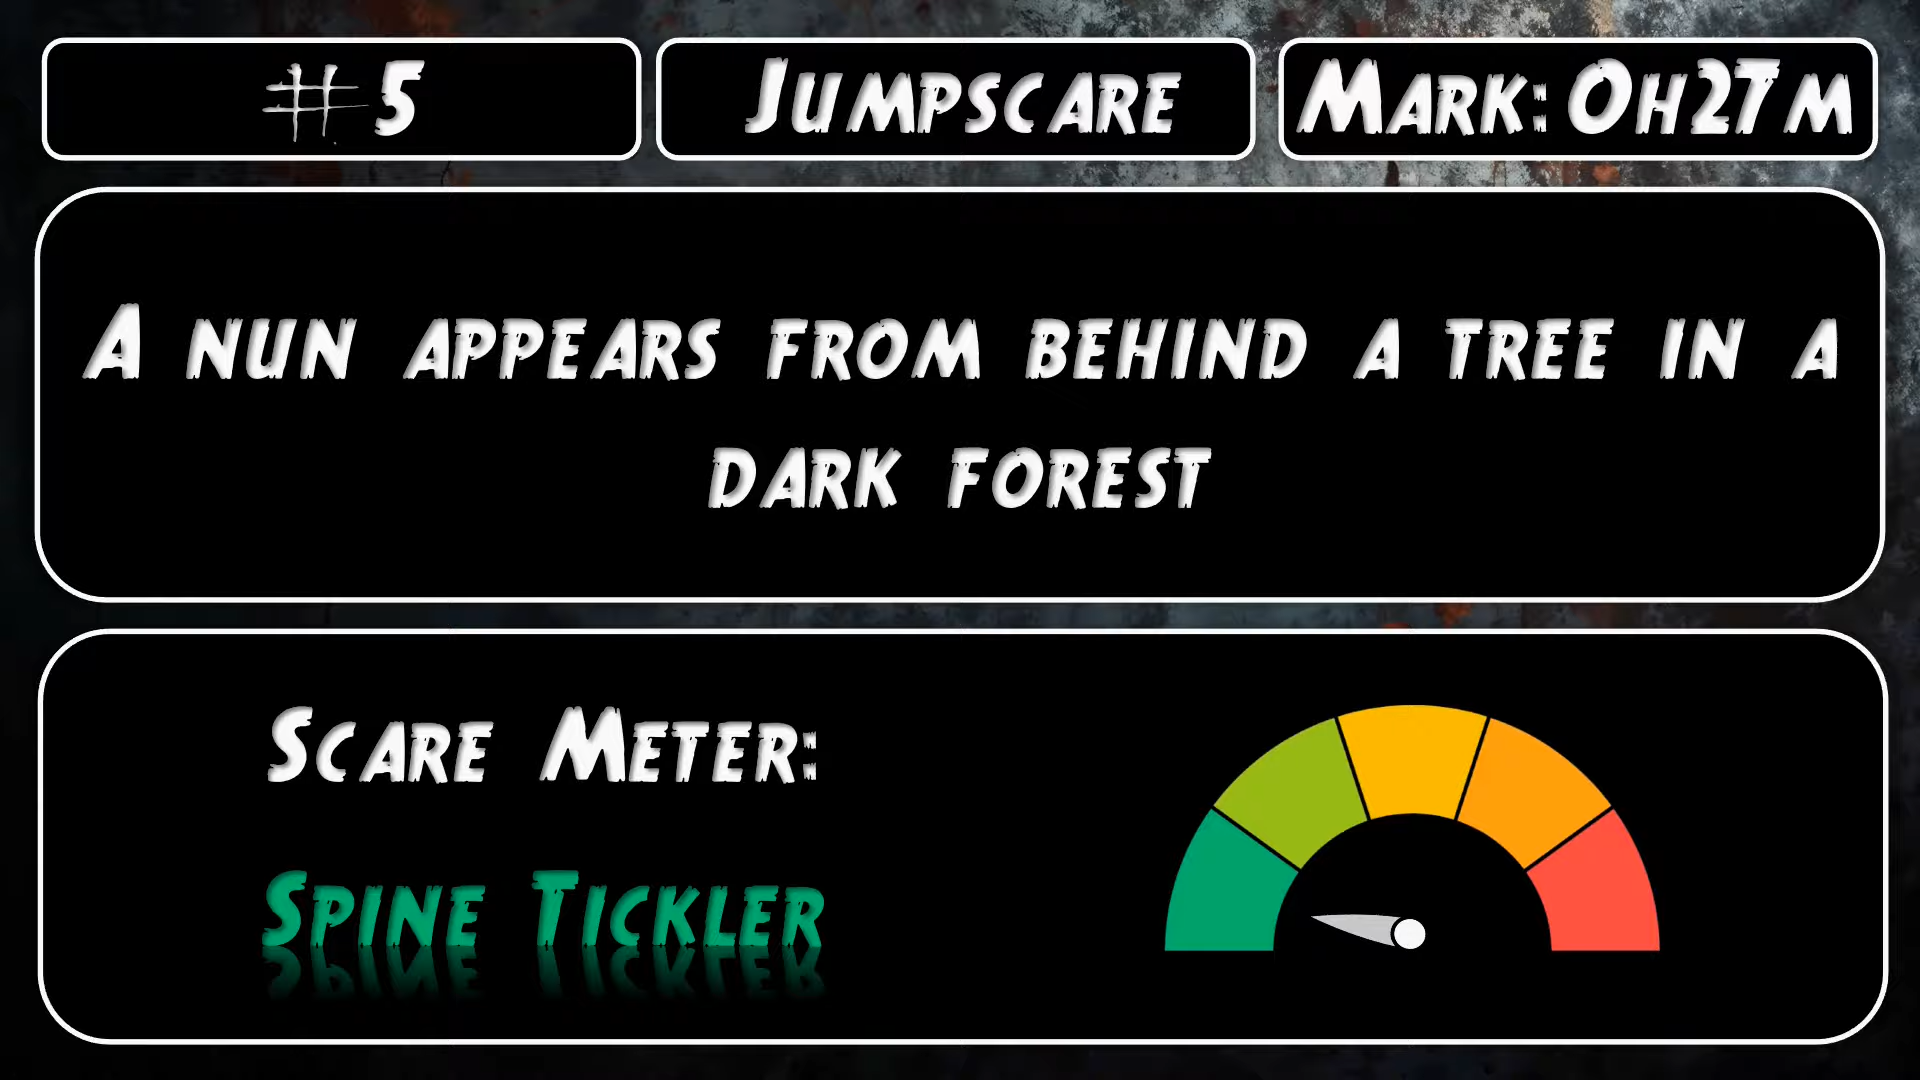 #5
Jumpscare
Mark: 0h27m
A nun appears from behind a tree in a
dark forest
Scare Meter:
Spine Tickler